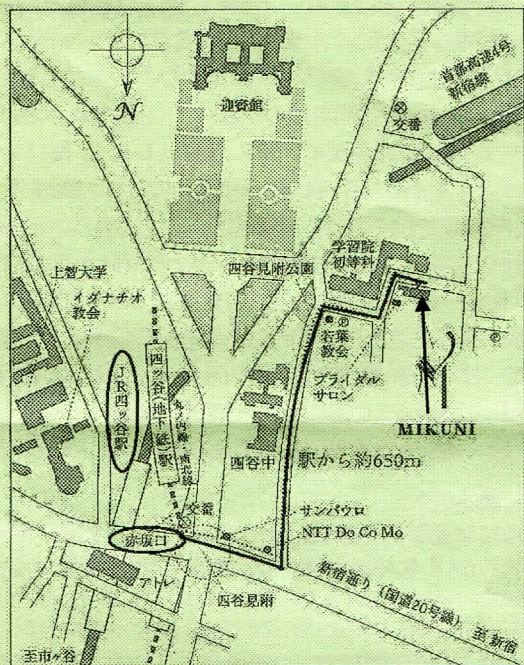 N
迎賓館
首都高速4号
新宿線
交番
四谷見附公園
学習院
初等科
上智大学
イグナチオ
教会
若葉
教会
ブライダル
サロン
MIKUNI
JR四ッ谷駅
四ッ谷(地下鉄)駅
丸ノ内線・南北線
四谷中
駅から約650m
サンパウロ
NTT Do Co Mo
交番
赤坂口
アトレ
四谷見附
新宿通り(国道20号線)至新宿
至市ヶ谷